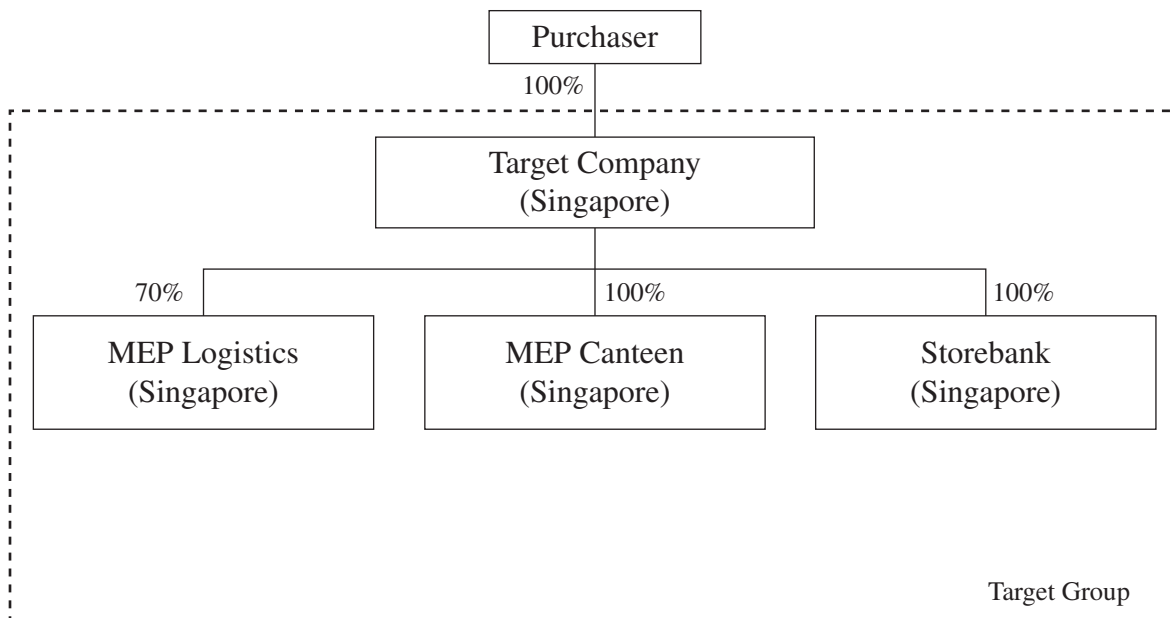 Purchaser
100%
Target Company
(Singapore)
70%
100%
100%
MEP Logistics
(Singapore)
MEP Canteen
(Singapore)
Storebank
(Singapore)
Target Group